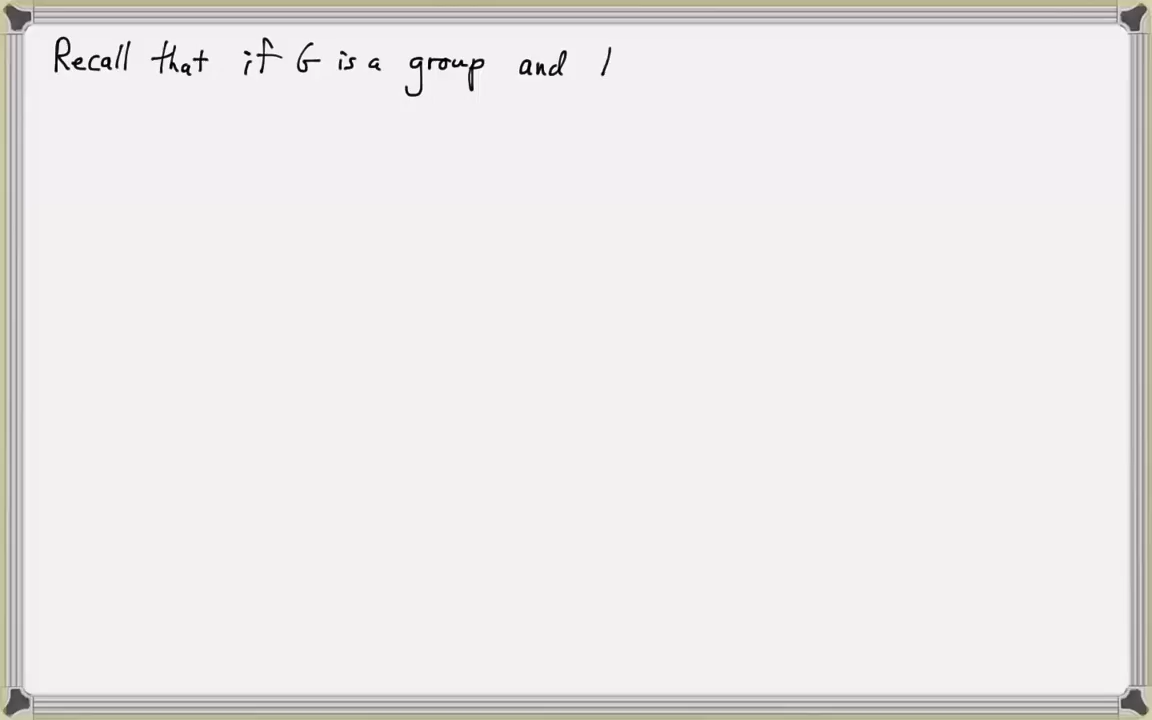 Recall that if G is a group and